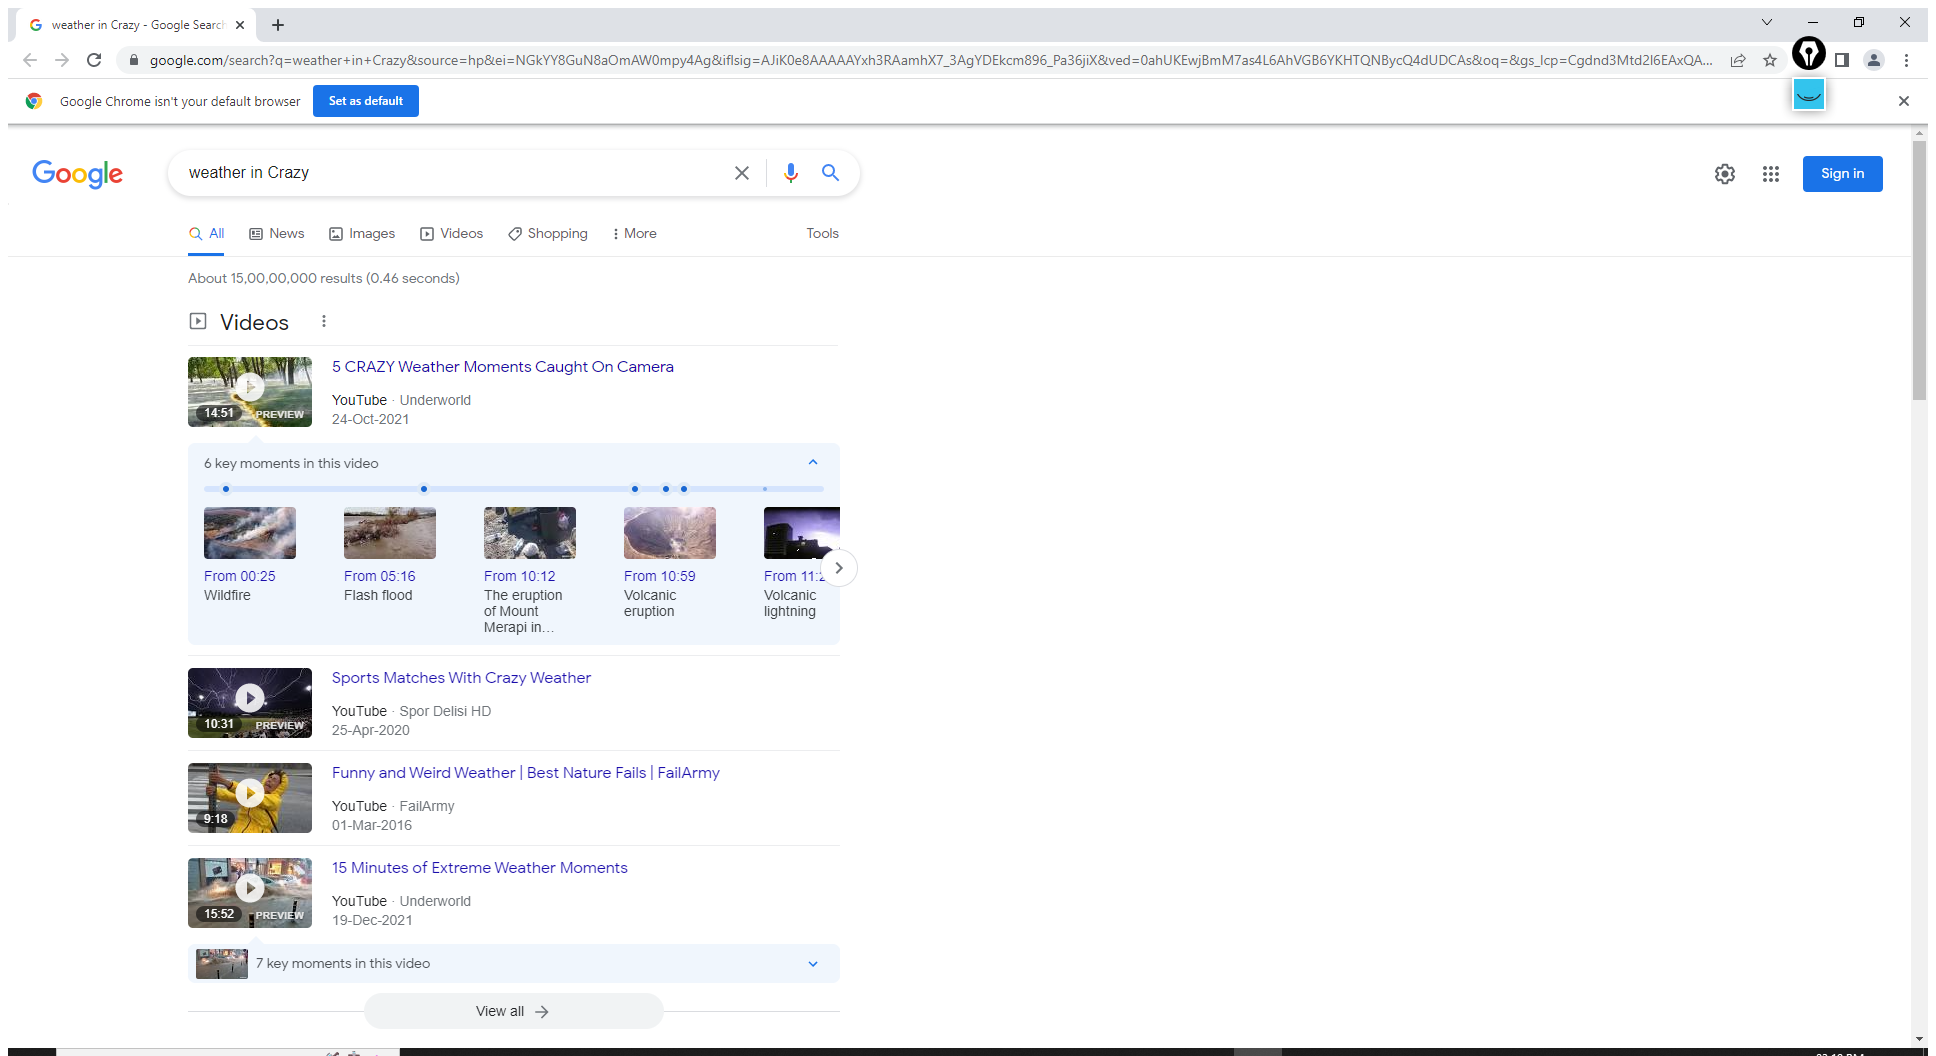 weather in Crazy - Google Search
google.com/search?q=weather+in+Crazy&source=hp&ei=NGkYY8GuN8aOmAW0mpy4Ag&iflsig=AJiK0e8AAAAAYxh3RAamhX7_3AgYDEkcm896_Pa36jiX&ved=0ahUKEwjBmM7as4L6AhVGB6YKHTQNBycQ4dUDCAs&oq=&gs_lcp=Cgdnd3Mtd2l6EAxQA...
Google Chrome isn't your default browser Set as default
Google weather in Crazy Sign in
All News Images Videos Shopping More Tools
About 15,00,00,000 results (0.46 seconds)
Videos
5 CRAZY Weather Moments Caught On Camera
YouTube · Underworld
24-Oct-2021
14:51 PREVIEW
6 key moments in this video
From 00:25
Wildfire
From 05:16
Flash flood
From 10:12
The eruption
of Mount
Merapi in...
From 10:59
Volcanic
eruption
From 11:2
Volcanic
lightning
Sports Matches With Crazy Weather
YouTube · Spor Delisi HD
25-Apr-2020
10:31 PREVIEW
Funny and Weird Weather | Best Nature Fails | FailArmy
YouTube · FailArmy
01-Mar-2016
9:18
15 Minutes of Extreme Weather Moments
YouTube · Underworld
19-Dec-2021
15:52 PREVIEW
7 key moments in this video
View all